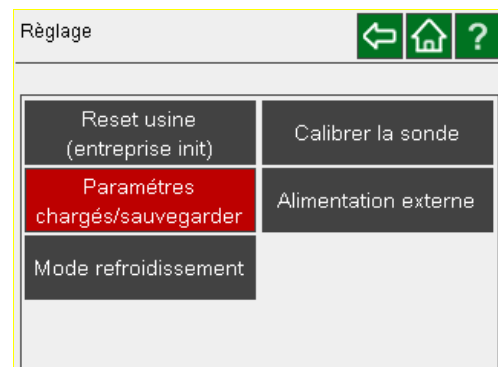 Règlage
?
Reset usine
(entreprise init)
Calibrer la sonde
Paramétres
chargés/sauvegarder
Alimentation externe
Mode refroidissement